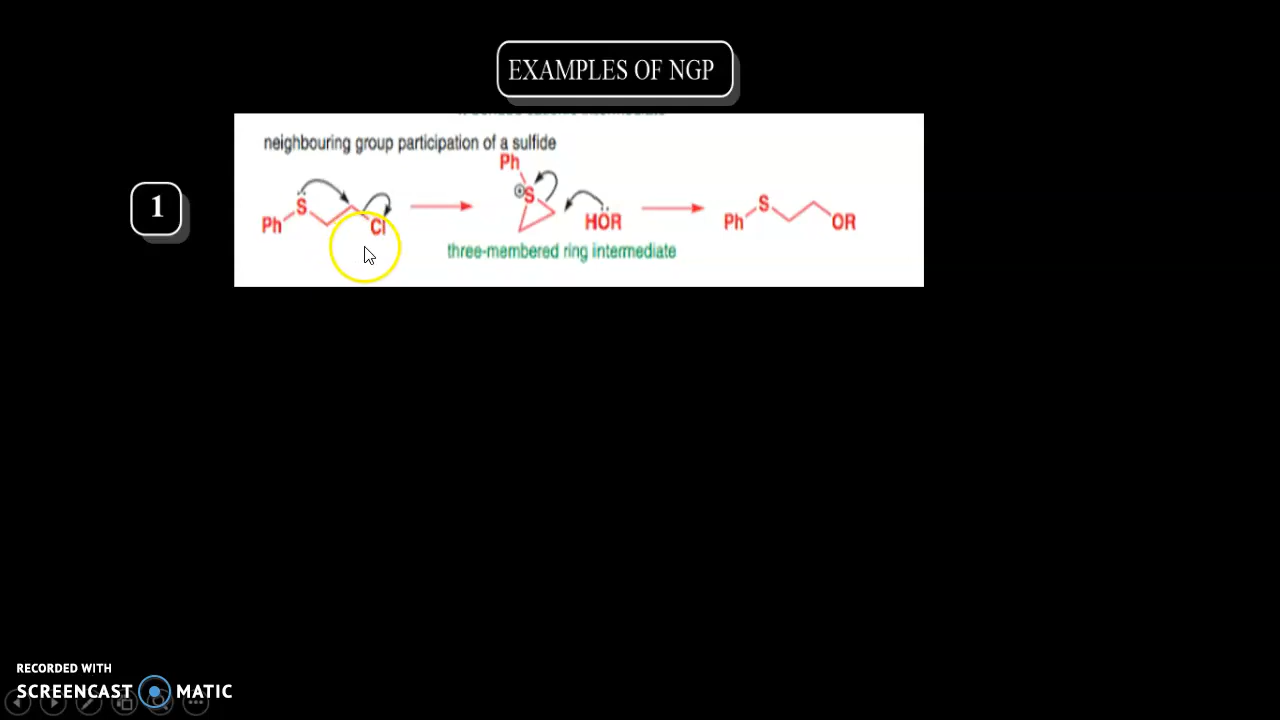 EXAMPLES OF NGP
neighbouring group participation of a sulfide
1
Ph S Cl
Ph
S
HOR
Ph S OR
three-membered ring intermediate
RECORDED WITH
SCREENCAST MATIC